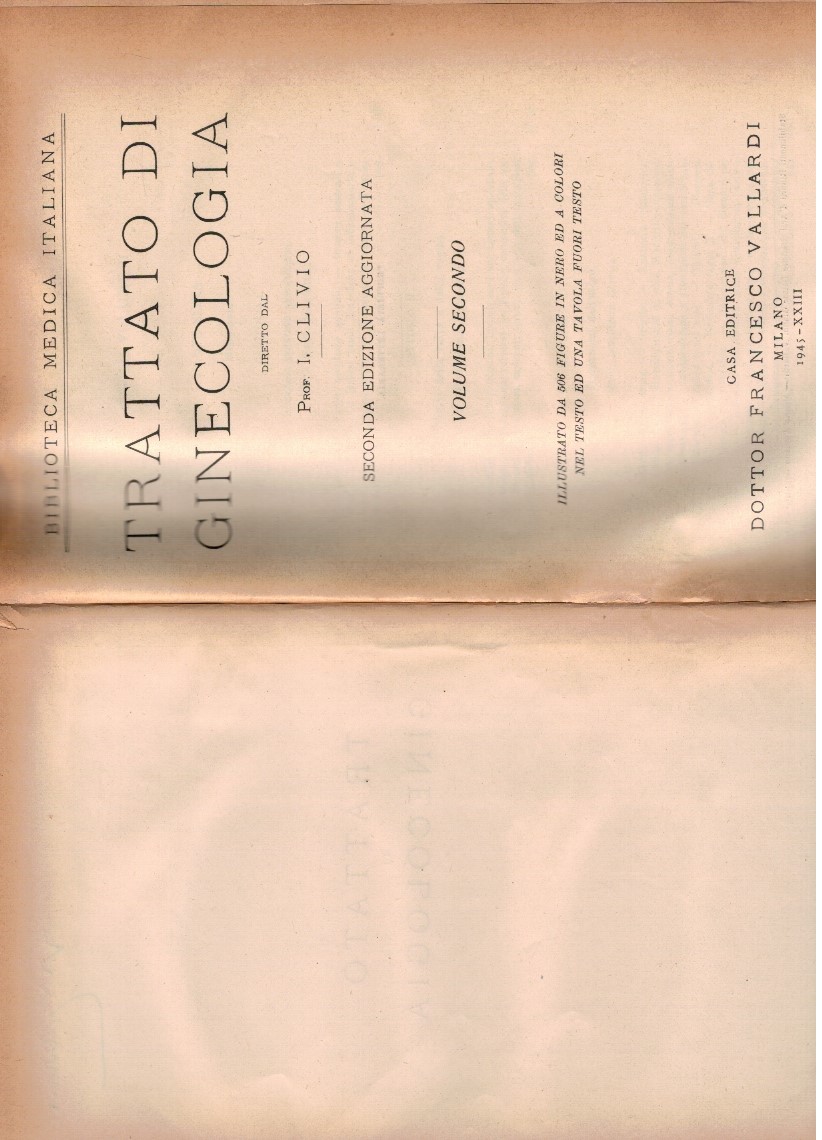 BIBLIOTECA MEDICA ITALIANA
TRATTATO DI
GINECOLOGIA
DIRETTO DAL
PROF. I. CLIVIO
SECONDA EDIZIONE AGGIORNATA
VOLUME SECONDO
ILLUSTRATO DA 506 FIGURE IN NERO ED A COLORI
NEL TESTO ED UNA TAVOLA FUORI TESTO
CASA EDITRICE
DOTTOR FRANCESCO VALLARDI
MILANO
1945-XXIII
TRATTATO
GINECOLOGIA